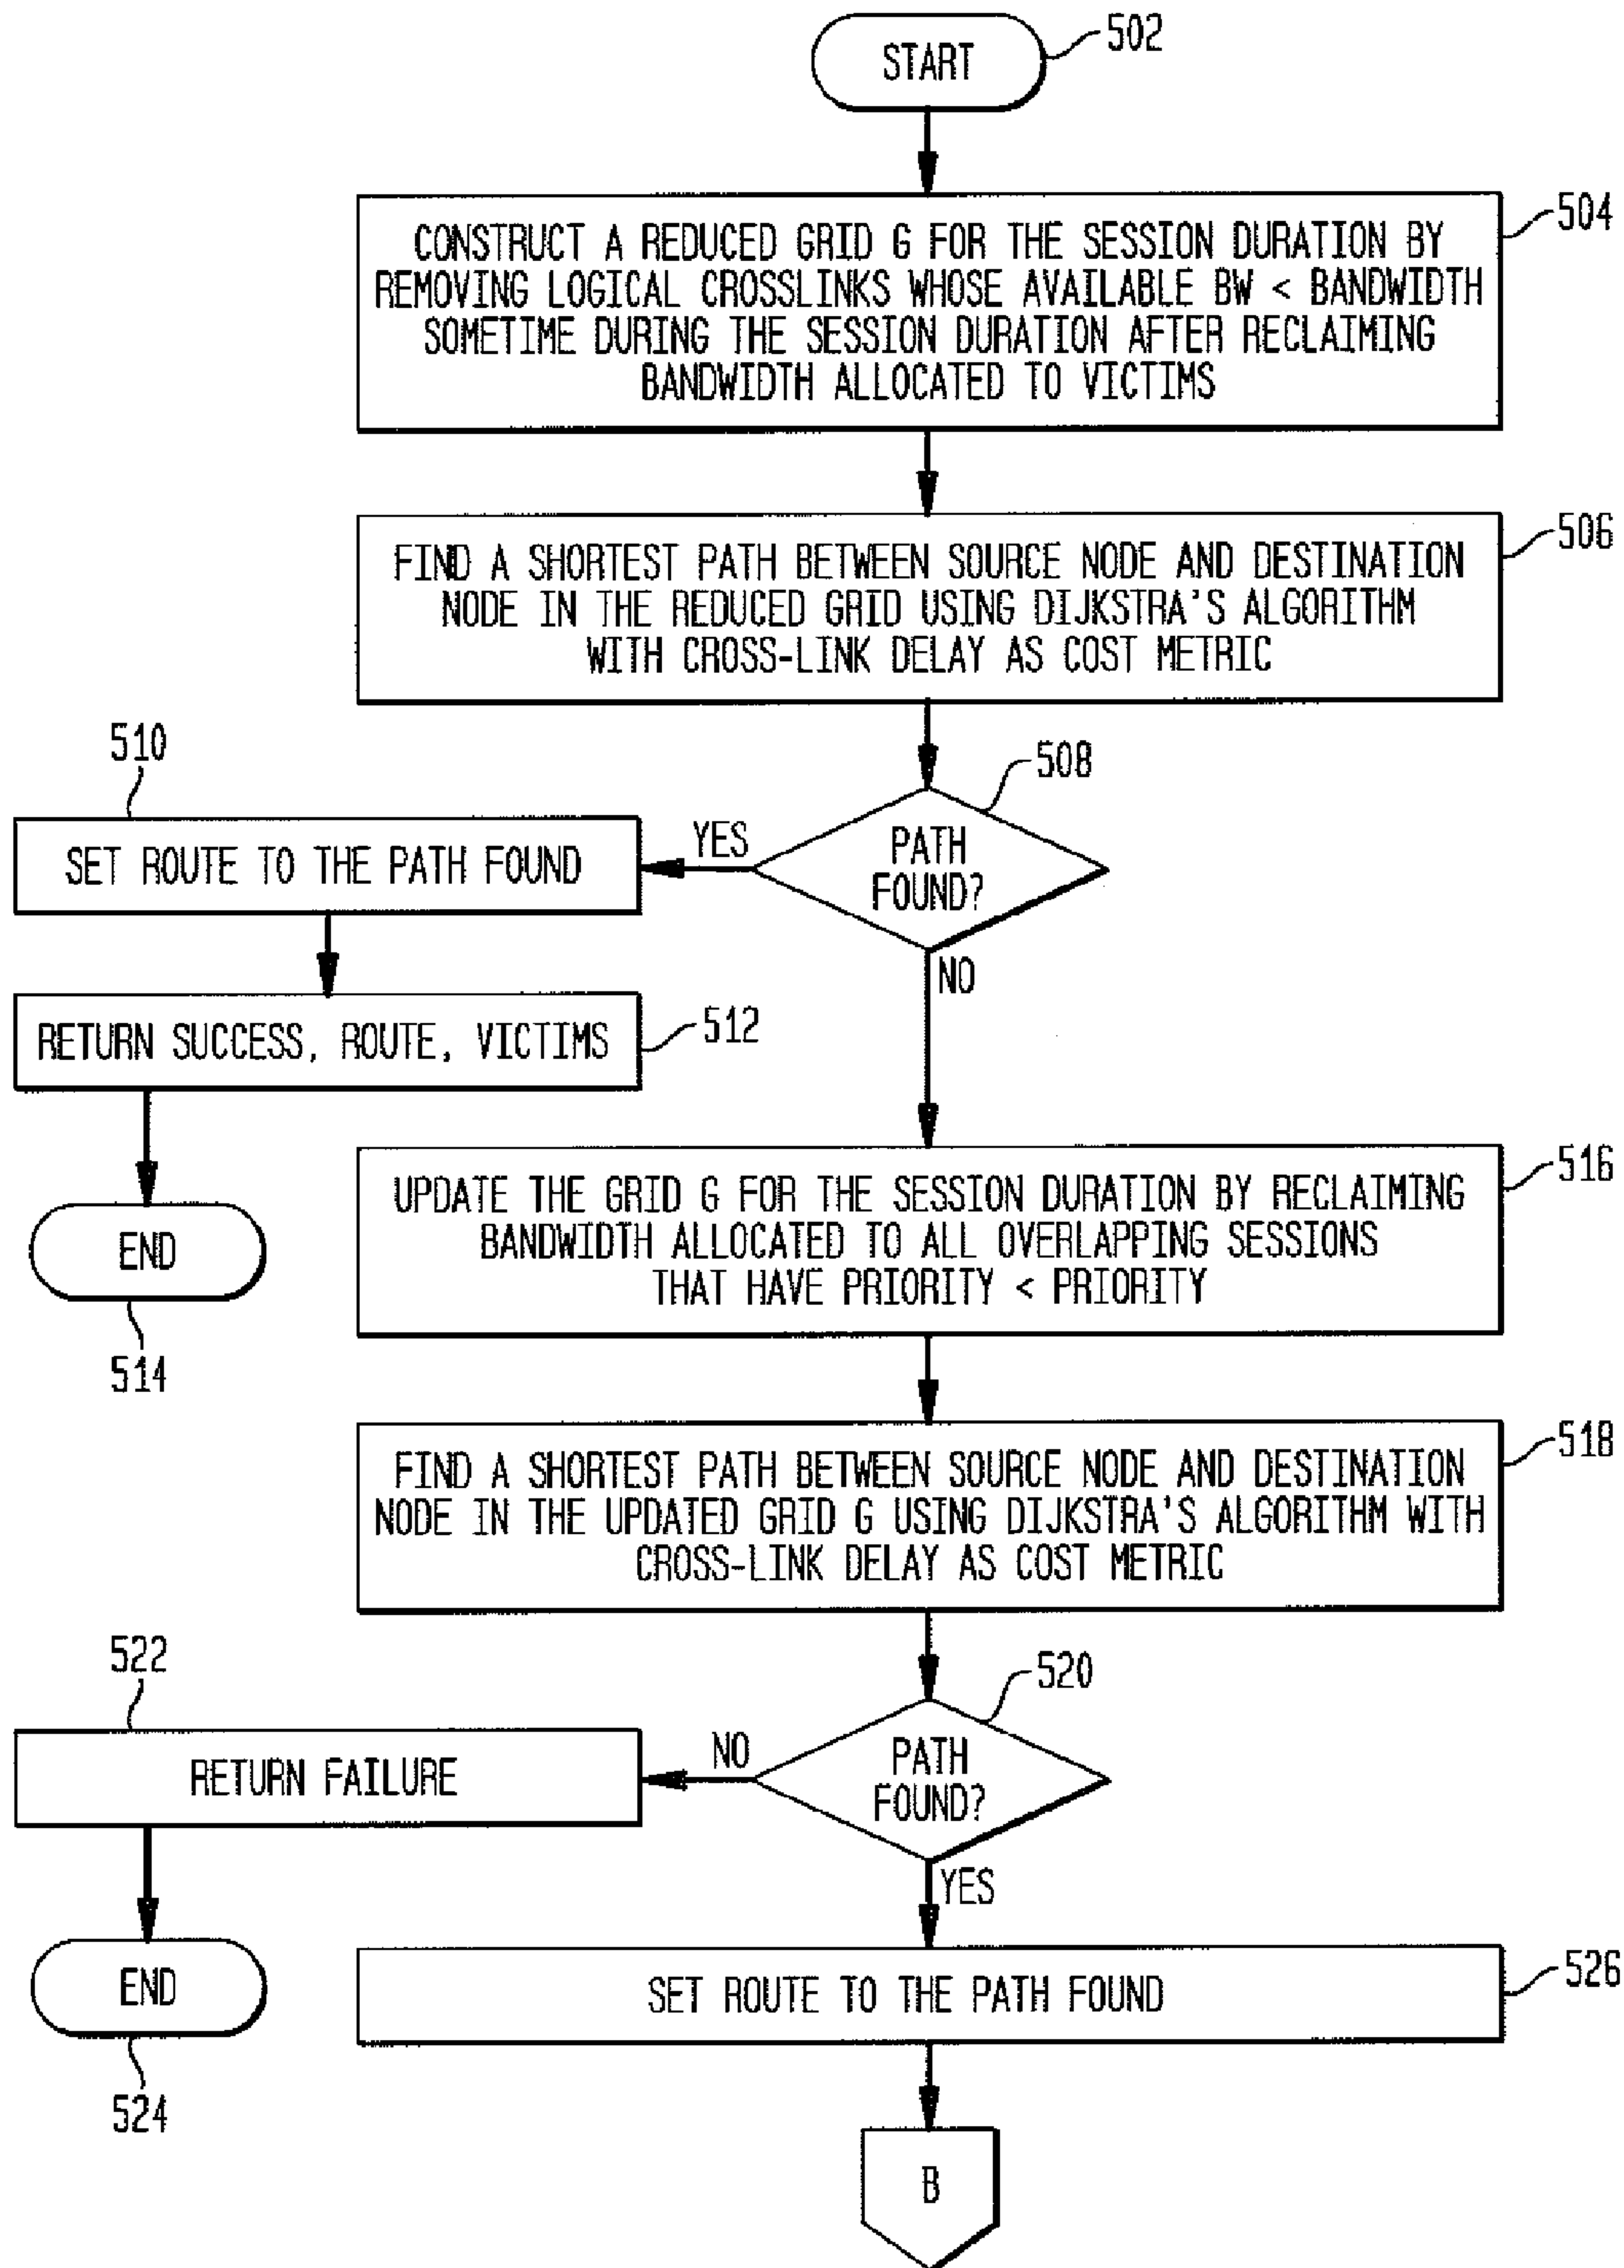 START
502
CONSTRUCT A REDUCED GRID G FOR THE SESSION DURATION BY
REMOVING LOGICAL CROSSLINKS WHOSE AVAILABLE BW < BANDWIDTH
SOMETIME DURING THE SESSION DURATION AFTER RECLAIMING
BANDWIDTH ALLOCATED TO VICTIMS
504
FIND A SHORTEST PATH BETWEEN SOURCE NODE AND DESTINATION
NODE IN THE REDUCED GRID USING DIJKSTRA'S ALGORITHM
WITH CROSS-LINK DELAY AS COST METRIC
506
508
PATH
FOUND?
YES
NO
510
SET ROUTE TO THE PATH FOUND
RETURN SUCCESS, ROUTE, VICTIMS
512
END
514
UPDATE THE GRID G FOR THE SESSION DURATION BY RECLAIMING
BANDWIDTH ALLOCATED TO ALL OVERLAPPING SESSIONS
THAT HAVE PRIORITY < PRIORITY
516
FIND A SHORTEST PATH BETWEEN SOURCE NODE AND DESTINATION
NODE IN THE UPDATED GRID G USING DIJKSTRA'S ALGORITHM WITH
CROSS-LINK DELAY AS COST METRIC
518
520
PATH
FOUND?
NO
YES
522
RETURN FAILURE
END
524
SET ROUTE TO THE PATH FOUND
526
B